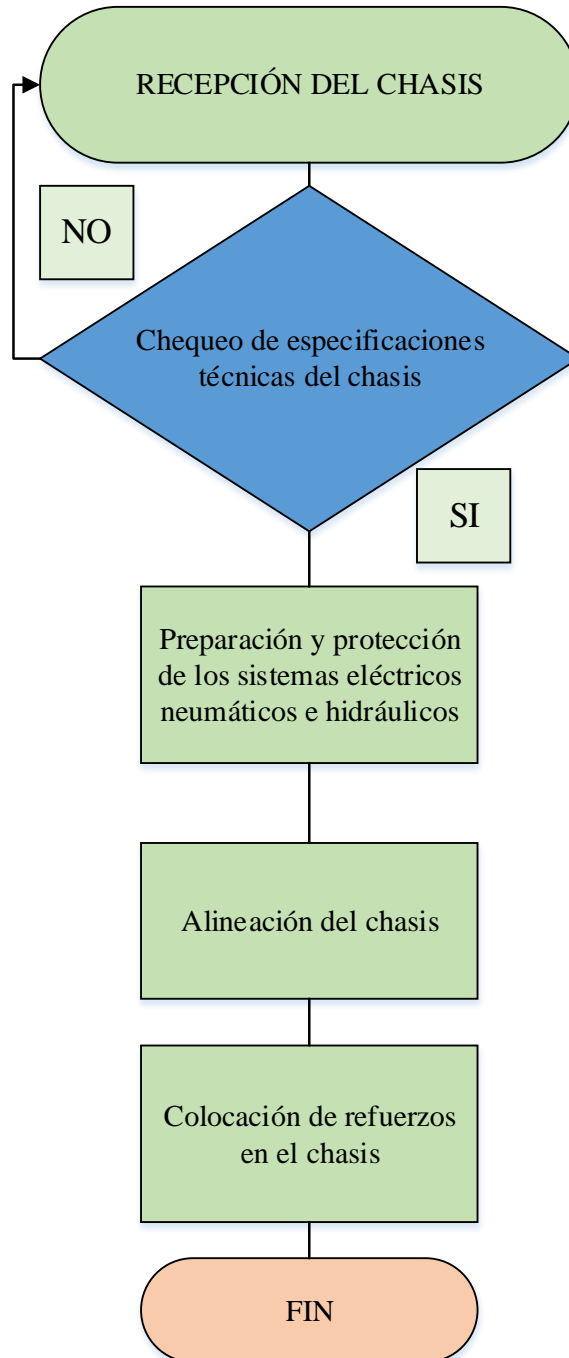 RECEPCIÓN DEL CHASIS
NO
Chequeo de especificaciones
técnicas del chasis
SI
Preparación y protección
de los sistemas eléctricos
neumáticos e hidráulicos
Alineación del chasis
Colocación de refuerzos
en el chasis
FIN